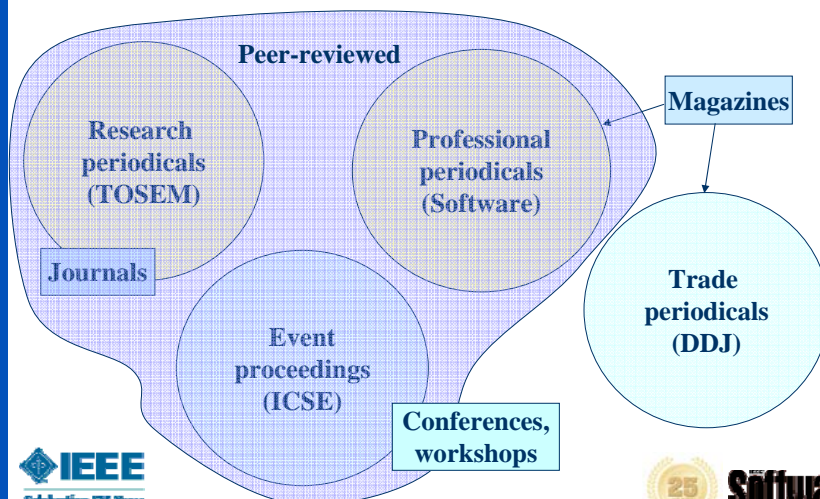 Peer-reviewed
Magazines
Research
periodicals
(TOSEM)
Professional
periodicals
(Software)
Journals
Trade
periodicals
(DDJ)
Event
proceedings
(ICSE)
Conferences,
workshops
IEEE
25